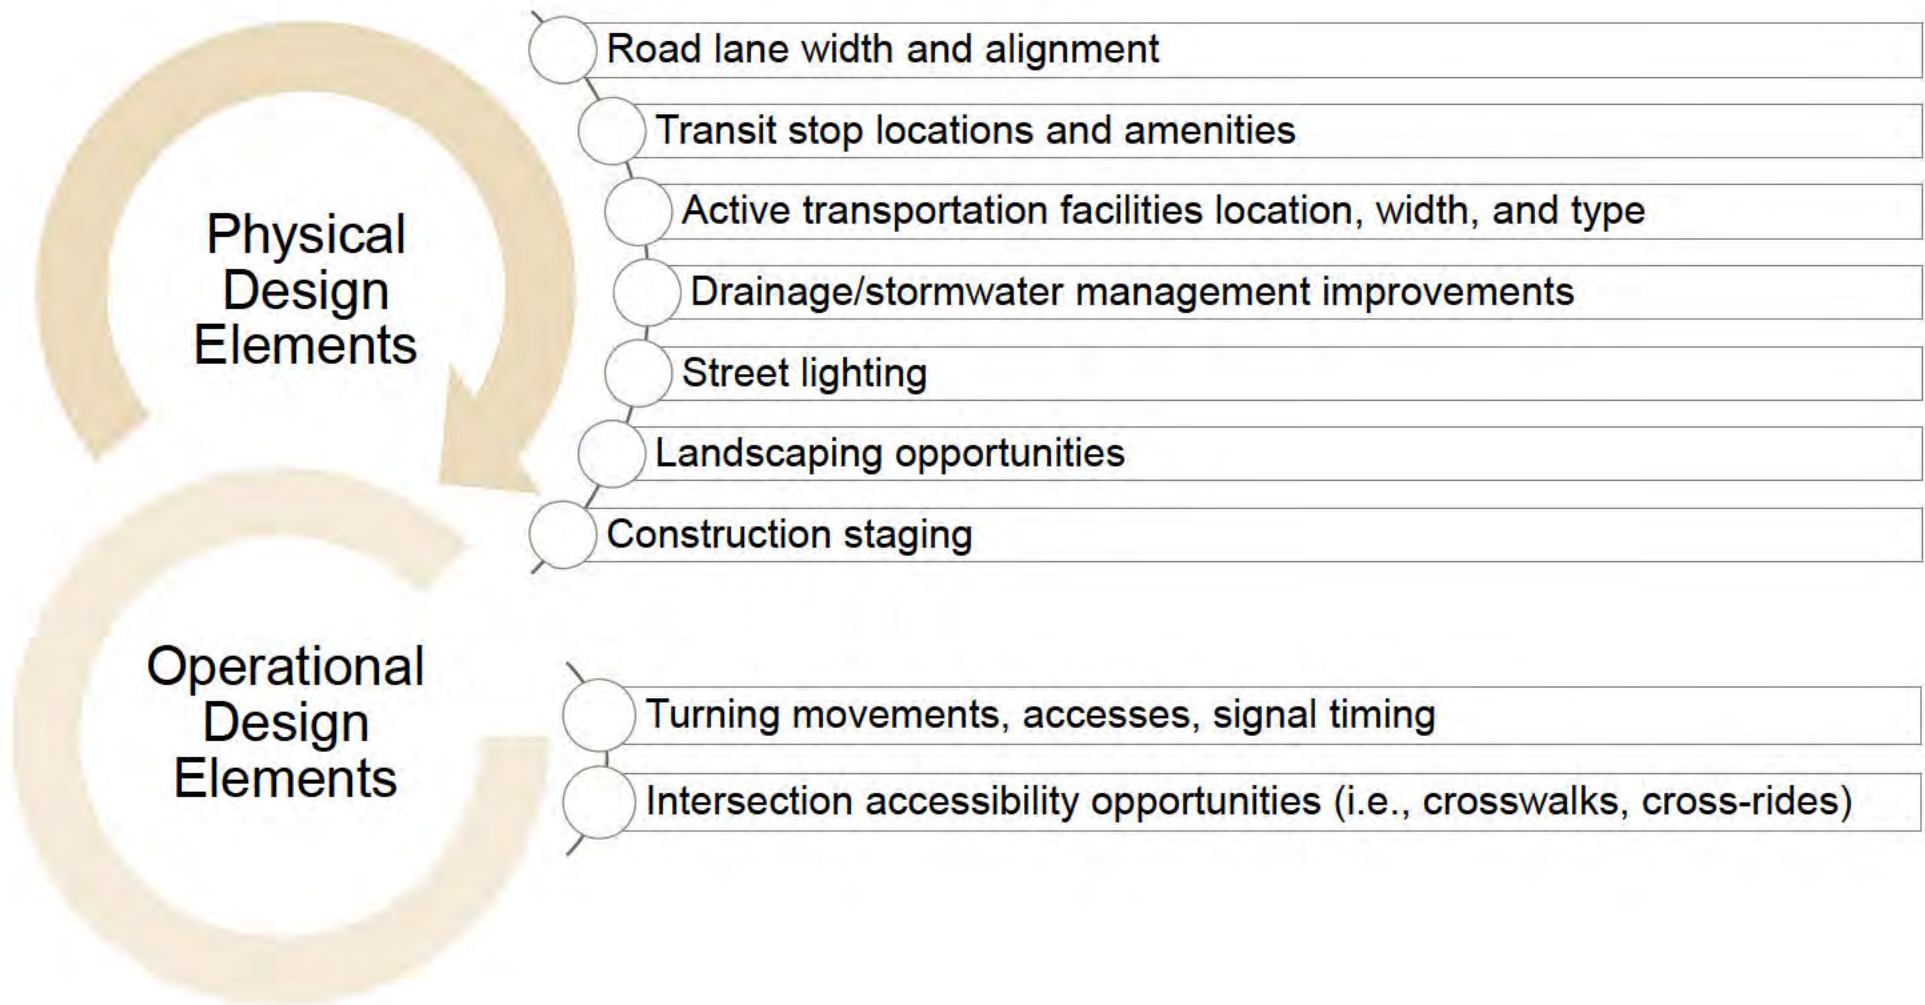 Physical
Design
Elements
Road lane width and alignment
Transit stop locations and amenities
Active transportation facilities location, width, and type
Drainage/stormwater management improvements
Street lighting
Landscaping opportunities
Construction staging
Operational
Design
Elements
Turning movements, accesses, signal timing
Intersection accessibility opportunities (i.e., crosswalks, cross-rides)